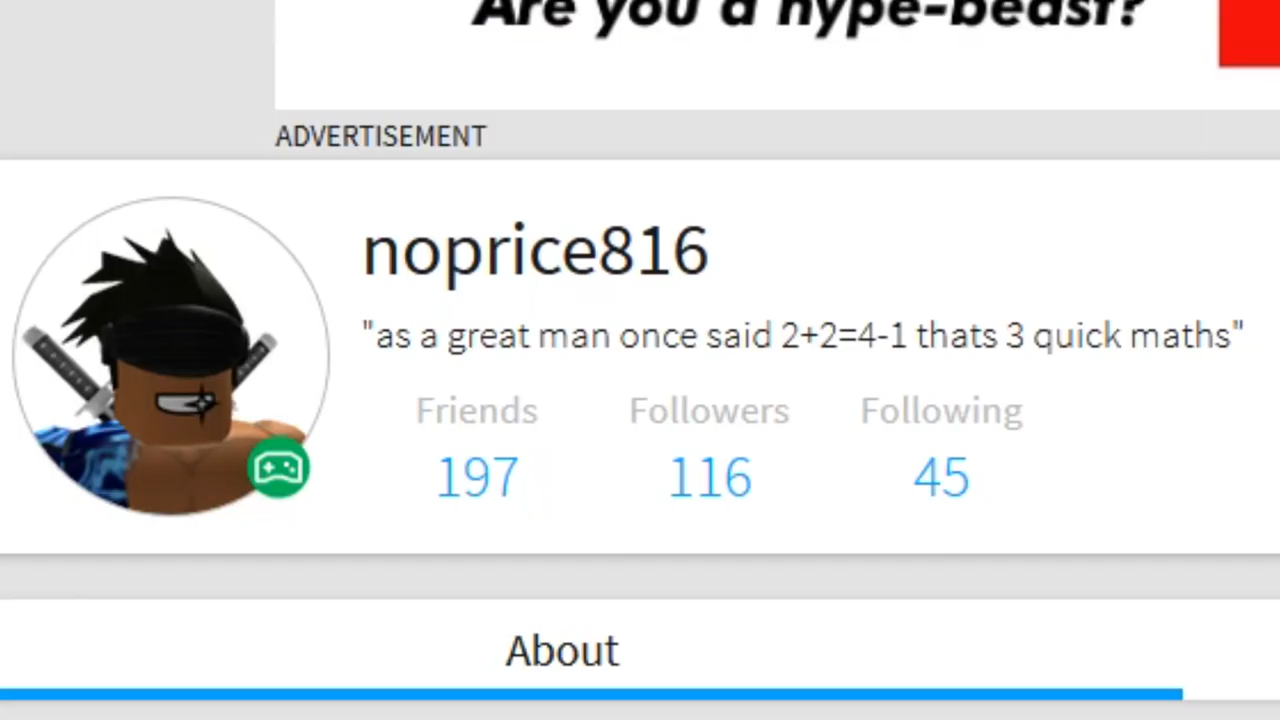 Are you a hype-beast?
ADVERTISEMENT
noprice816
"as a great man once said 2+2=4-1 thats 3 quick maths"
Friends Followers Following
197 116 45
About